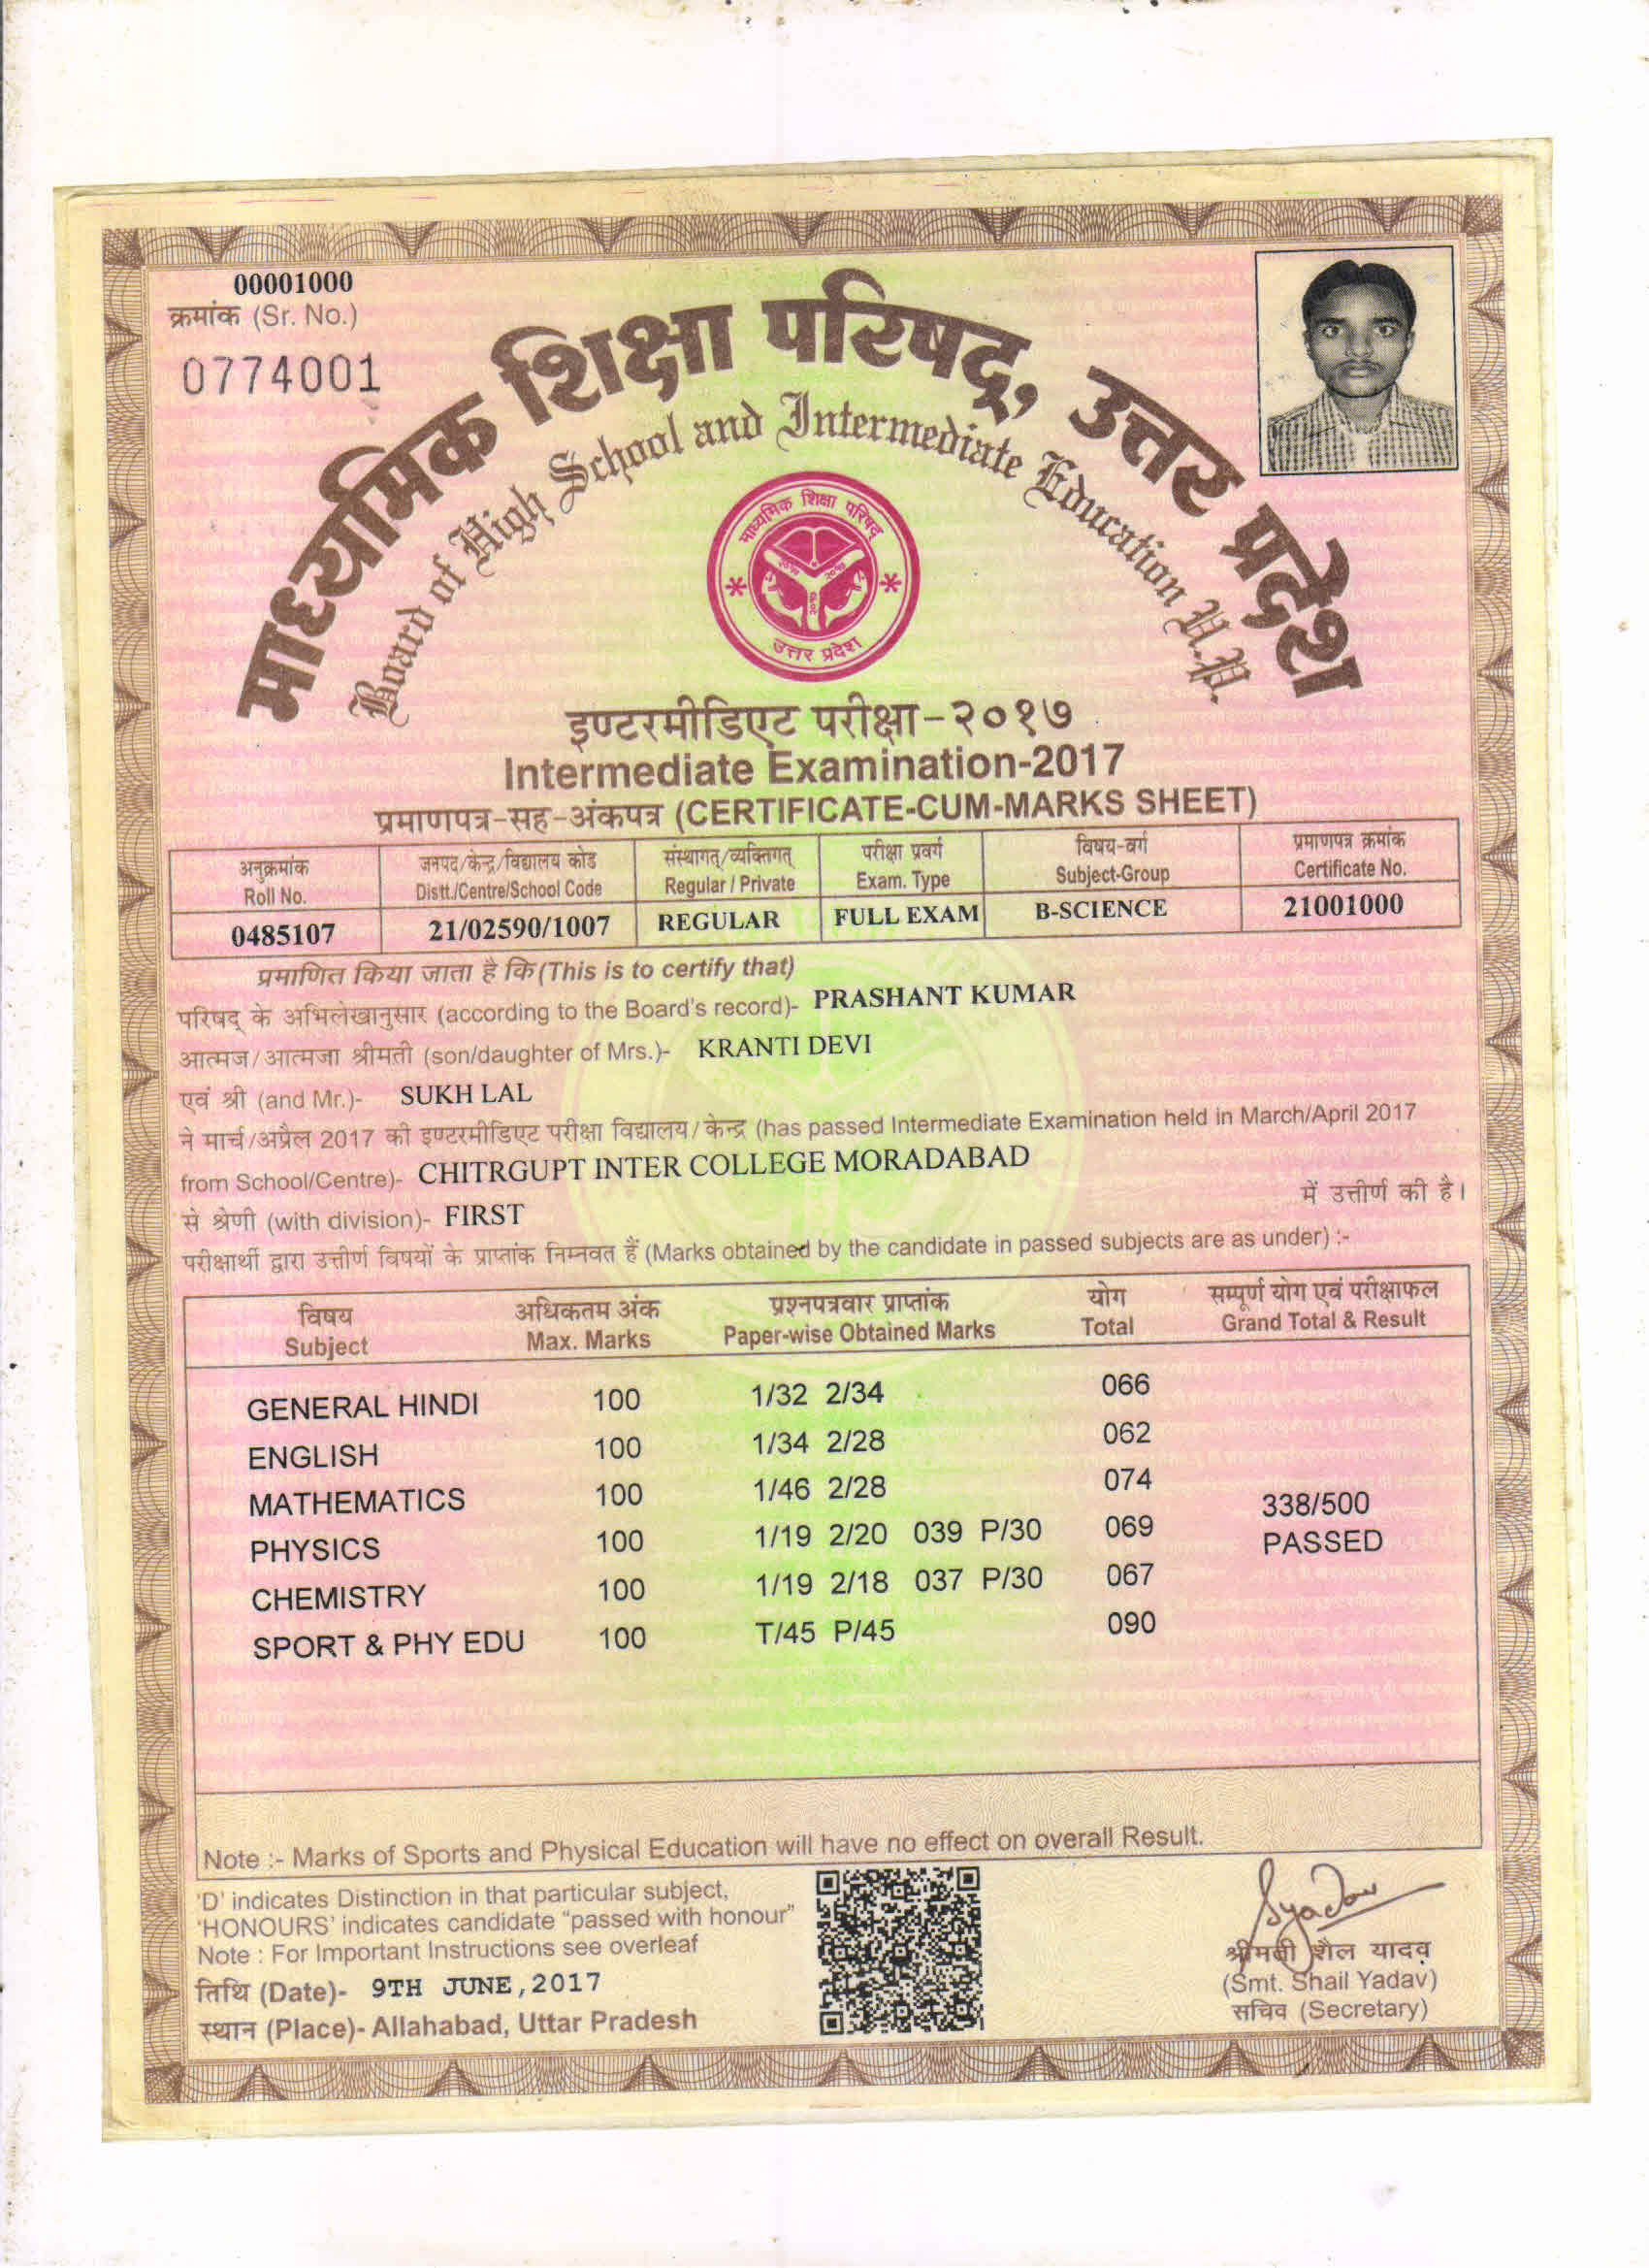 00001000
क्रमांक (Sr. No.)
0774001
माध्यमिक शिक्षा परिषद्, उत्तर प्रदेश
Board of High School and Intermediate Education U.P.
माध्यमिक शिक्षा परिषद्
उत्तर प्रदेश
इण्टरमीडिएट परीक्षा-२०१७
Intermediate Examination-2017
प्रमाणपत्र-सह-अंकपत्र (CERTIFICATE-CUM-MARKS SHEET)
अनुक्रमांक जनपद/केन्द्र/विद्यालय कोड संस्थागत्/व्यक्तिगत् परीक्षा प्रवर्ग विषय-वर्ग प्रमाणपत्र क्रमांक
Roll No. Distt./Centre/School Code Regular / Private Exam. Type Subject-Group Certificate No.
0485107 21/02590/1007 REGULAR FULL EXAM B-SCIENCE 21001000
प्रमाणित किया जाता है कि (This is to certify that)
परिषद् के अभिलेखानुसार (according to the Board's record)- PRASHANT KUMAR
आत्मज/आत्मजा श्रीमती (son/daughter of Mrs.)- KRANTI DEVI
एवं श्री (and Mr.)- SUKH LAL
ने मार्च/अप्रैल 2017 की इण्टरमीडिएट परीक्षा विद्यालय/केन्द्र (has passed Intermediate Examination held in March/April 2017
from School/Centre)- CHITRGUPT INTER COLLEGE MORADABAD
से श्रेणी (with division)- FIRST में उत्तीर्ण की है।
परीक्षार्थी द्वारा उत्तीर्ण विषयों के प्राप्तांक निम्नवत हैं (Marks obtained by the candidate in passed subjects are as under) :-
विषय अधिकतम अंक प्रश्नपत्रवार प्राप्तांक योग सम्पूर्ण योग एवं परीक्षाफल
Subject Max. Marks Paper-wise Obtained Marks Total Grand Total & Result
GENERAL HINDI 100 1/32 2/34 066
ENGLISH 100 1/34 2/28 062
MATHEMATICS 100 1/46 2/28 074 338/500
PHYSICS 100 1/19 2/20 039 P/30 069 PASSED
CHEMISTRY 100 1/19 2/18 037 P/30 067
SPORT & PHY EDU 100 T/45 P/45 090
Note :- Marks of Sports and Physical Education will have no effect on overall Result.
'D' indicates Distinction in that particular subject,
'HONOURS' indicates candidate "passed with honour"
Note : For Important Instructions see overleaf
तिथि (Date)- 9TH JUNE,2017
स्थान (Place)- Allahabad, Uttar Pradesh
Syadav
श्रीमती शैल यादव
(Smt. Shail Yadav)
सचिव (Secretary)